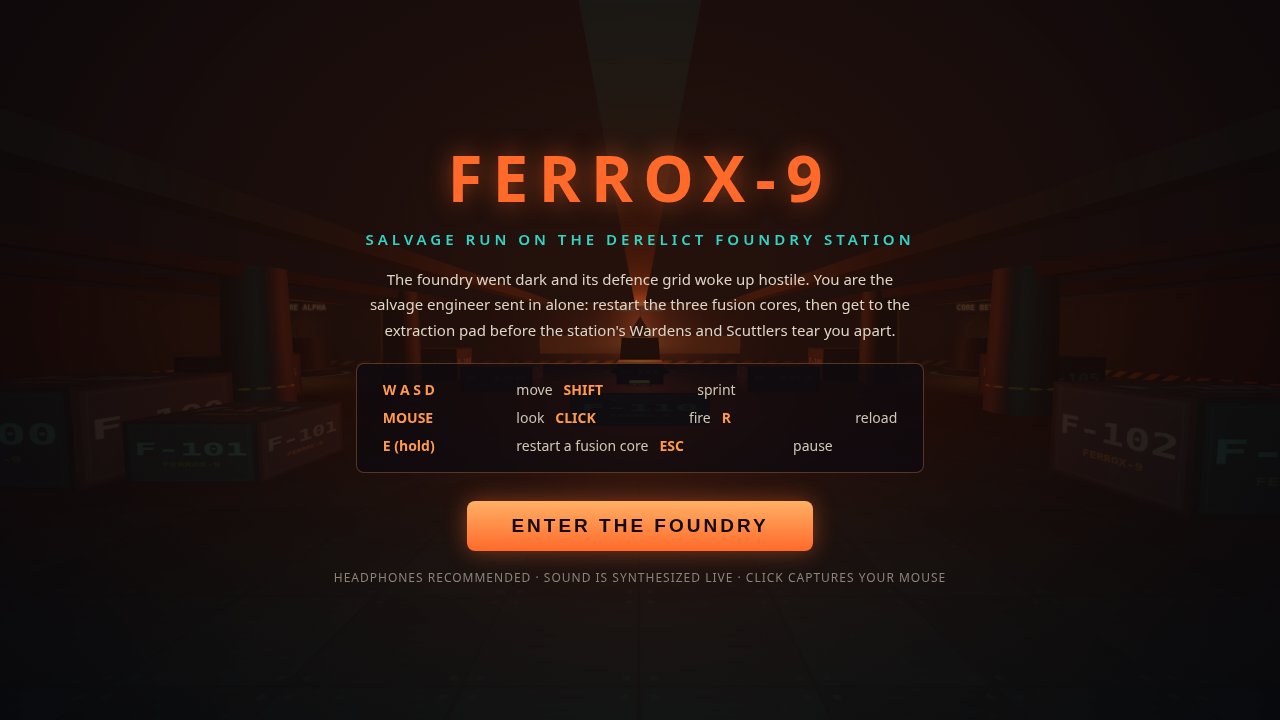 FERROX-9
SALVAGE RUN ON THE DERELICT FOUNDRY STATION
The foundry went dark and its defence grid woke up hostile. You are the
salvage engineer sent in alone: restart the three fusion cores, then get to the
extraction pad before the station's Wardens and Scuttlers tear you apart.
W A S D move SHIFT sprint
MOUSE look CLICK fire R reload
E (hold) restart a fusion core ESC pause
ENTER THE FOUNDRY
HEADPHONES RECOMMENDED · SOUND IS SYNTHESIZED LIVE · CLICK CAPTURES YOUR MOUSE
F-101
FERROX-9
F-101
F-102
FERROX-9